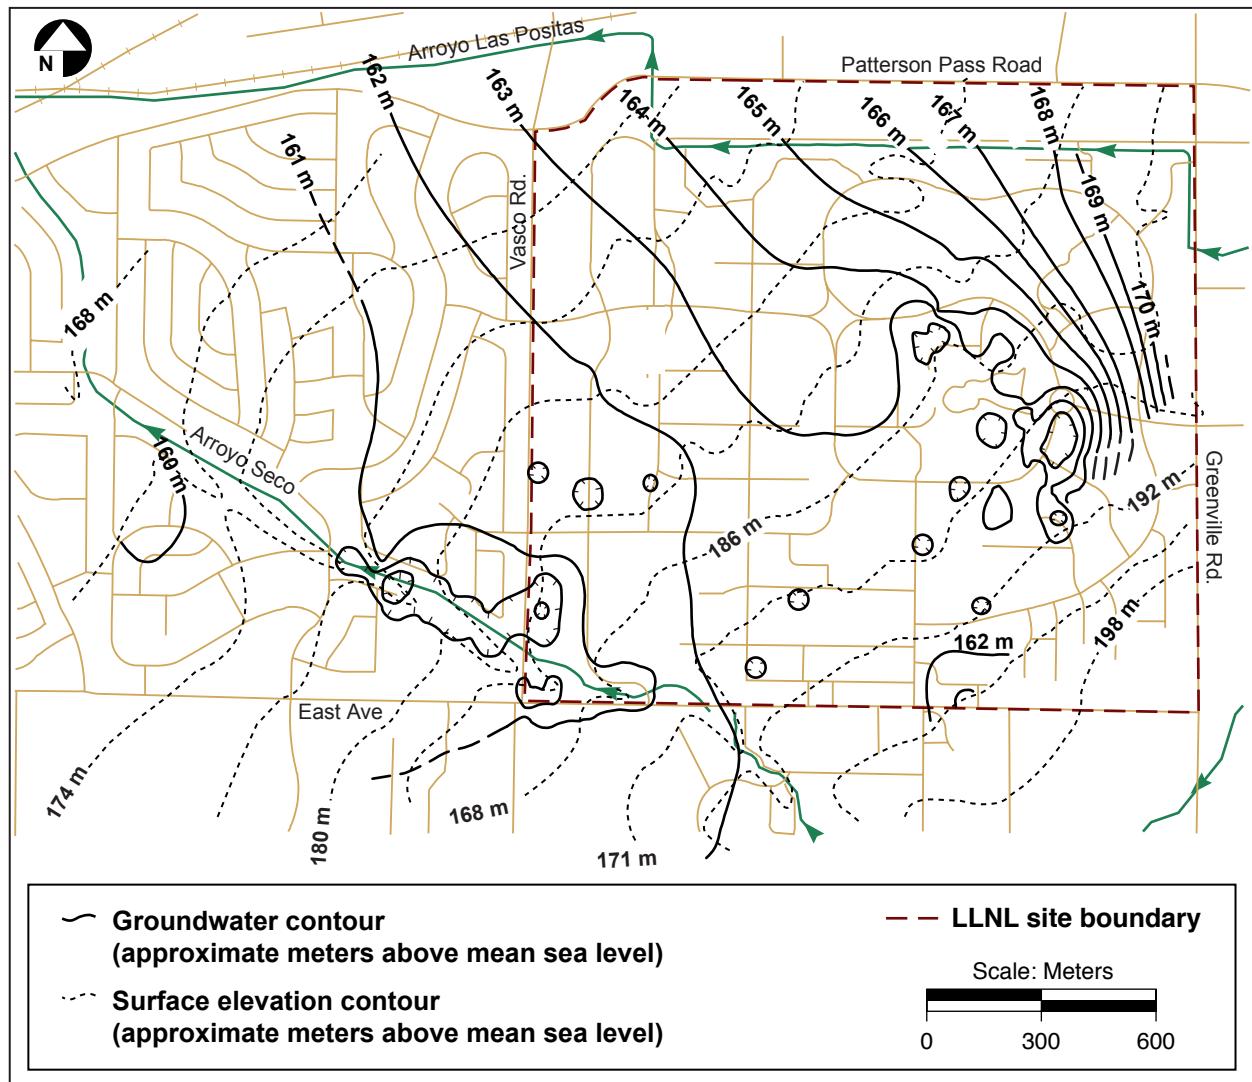 N
Arroyo Las Positas
Patterson Pass Road
162 m
163 m
164 m
165 m
166 m
167 m
168 m
161 m
169 m
Vasco Rd.
168 m
170 m
Arroyo Seco
160 m
186 m
192 m
Greenville Rd.
198 m
162 m
East Ave
174 m
180 m
168 m
171 m
Groundwater contour
(approximate meters above mean sea level)
Surface elevation contour
(approximate meters above mean sea level)
LLNL site boundary
Scale: Meters
0 300 600